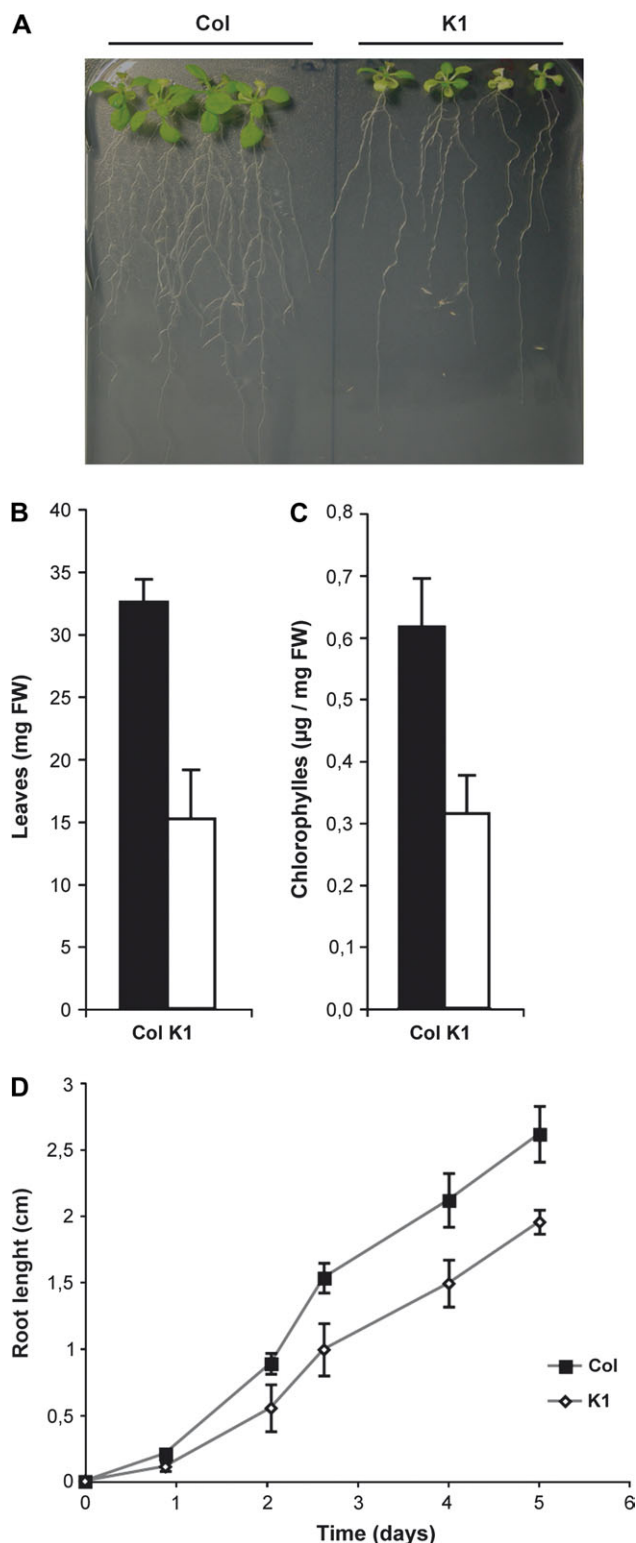 A
Col K1
B
40
35
30
25
20
15
10
5
0
Leaves (mg FW)
Col K1
C
0,8
0,7
0,6
0,5
0,4
0,3
0,2
0,1
0,0
Chlorophylles (µg / mg FW)
Col K1
D
3
2,5
2
1,5
1
0,5
0
Root lenght (cm)
Col
K1
0 1 2 3 4 5 6
Time (days)